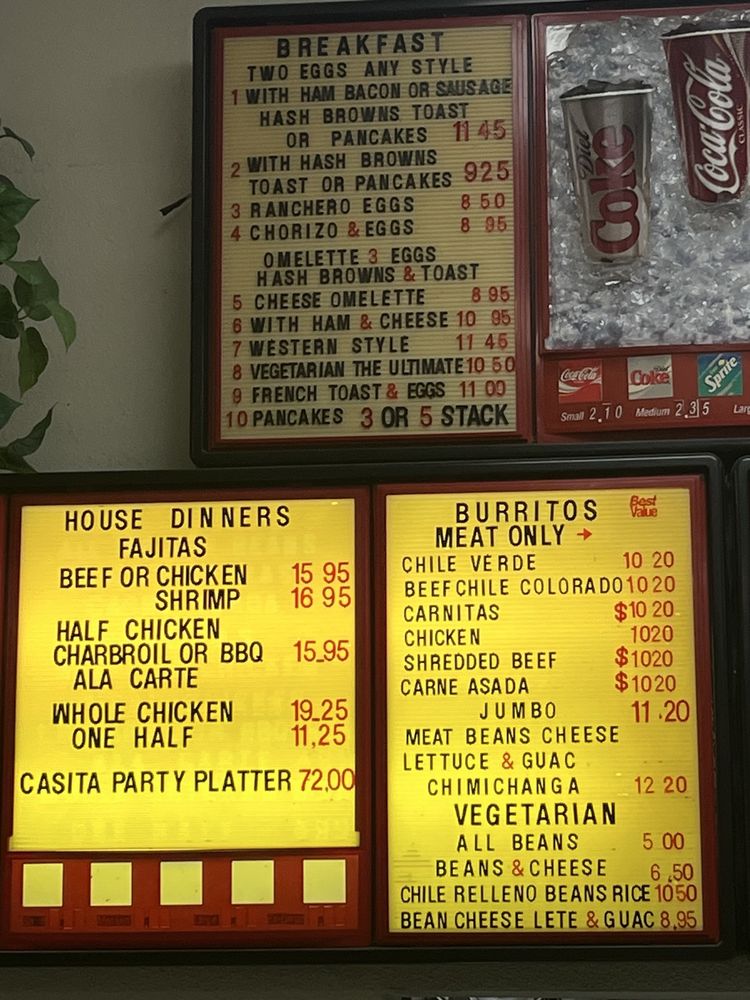 BREAKFAST
TWO EGGS ANY STYLE
1 WITH HAM BACON OR SAUSAGE
HASH BROWNS TOAST
OR PANCAKES 11 45
2 WITH HASH BROWNS
TOAST OR PANCAKES 925
3 RANCHERO EGGS 8 50
4 CHORIZO & EGGS 8 95
OMELETTE 3 EGGS
HASH BROWNS & TOAST
5 CHEESE OMELETTE 8 95
6 WITH HAM & CHEESE 10 95
7 WESTERN STYLE 11 45
8 VEGETARIAN THE ULTIMATE 10 50
9 FRENCH TOAST & EGGS 11 00
10 PANCAKES 3 OR 5 STACK
Diet Coke
Coca-Cola CLASSIC
Coca-Cola
Diet Coke
Sprite
Small 2,10 Medium 2,35
HOUSE DINNERS
FAJITAS
BEEF OR CHICKEN 15 95
SHRIMP 16 95
HALF CHICKEN
CHARBROIL OR BBQ 15.95
ALA CARTE
WHOLE CHICKEN 19.25
ONE HALF 11,25
CASITA PARTY PLATTER 72,00
BURRITOS Best Value
MEAT ONLY →
CHILE VERDE 10 20
BEEF CHILE COLORADO 10 20
CARNITAS $10 20
CHICKEN 1020
SHREDDED BEEF $1020
CARNE ASADA $1020
JUMBO 11.20
MEAT BEANS CHEESE
LETTUCE & GUAC
CHIMICHANGA 12 20
VEGETARIAN
ALL BEANS 5 00
BEANS & CHEESE 6.50
CHILE RELLENO BEANS RICE 1050
BEAN CHEESE LETE & GUAC 8,95